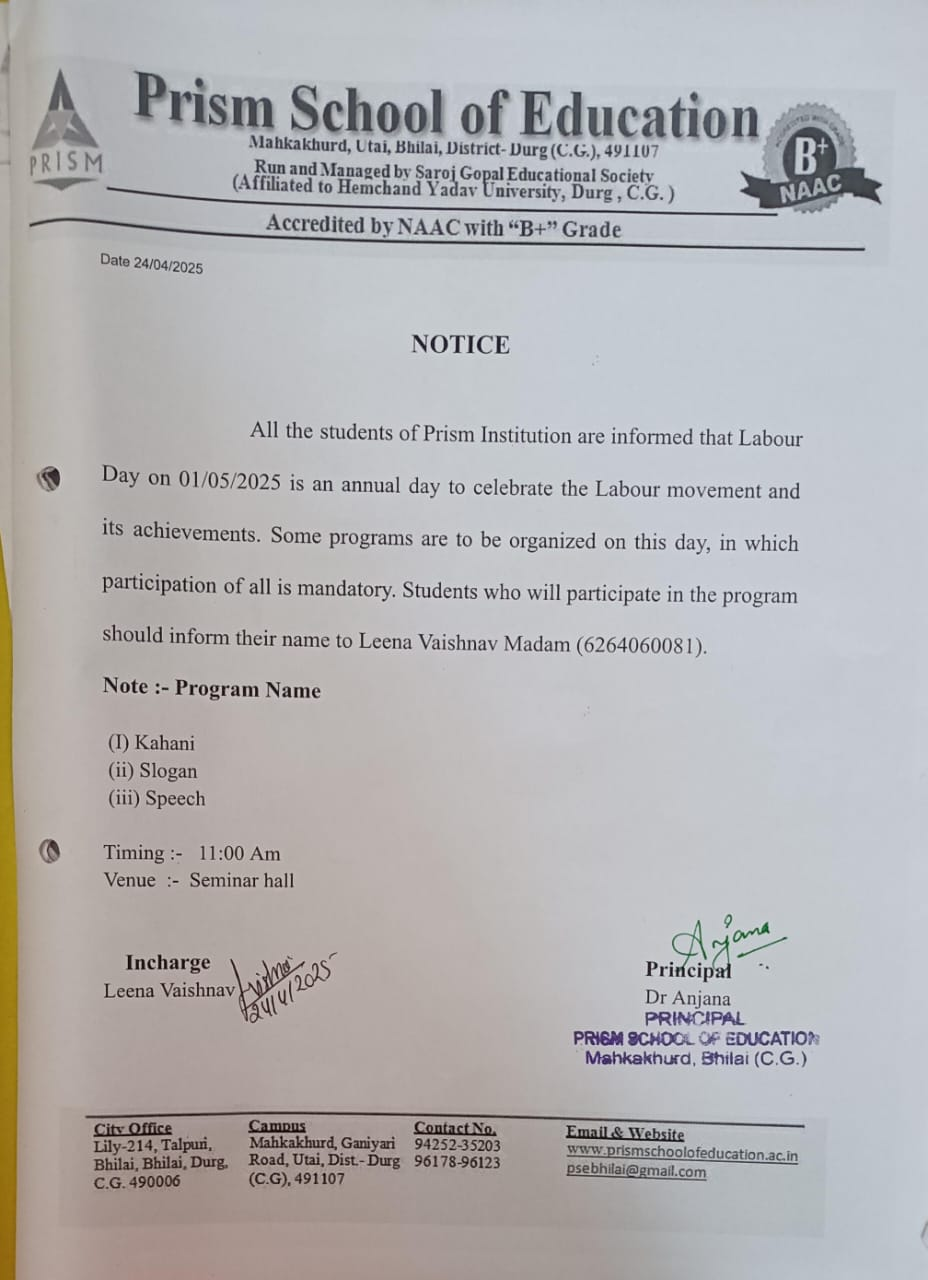 PRISM
Prism School of Education
Mahkakhurd, Utai, Bhilai, District- Durg (C.G.), 491107
Run and Managed by Saroj Gopal Educational Society
(Affiliated to Hemchand Yadav University, Durg , C.G. )
ACCREDITED WITH GRADE
B+
NAAC
Accredited by NAAC with “B+” Grade
Date 24/04/2025
NOTICE
All the students of Prism Institution are informed that Labour
Day on 01/05/2025 is an annual day to celebrate the Labour movement and
its achievements. Some programs are to be organized on this day, in which
participation of all is mandatory. Students who will participate in the program
should inform their name to Leena Vaishnav Madam (6264060081).
Note :- Program Name
(I) Kahani
(ii) Slogan
(iii) Speech
Timing :- 11:00 Am
Venue :- Seminar hall
Incharge
Leena Vaishnav
24/4/2025
Anjana
Principal
Dr Anjana
PRINCIPAL
PRISM SCHOOL OF EDUCATION
Mahkakhurd, Bhilai (C.G.)
City Office
Lily-214, Talpuri,
Bhilai, Bhilai, Durg,
C.G. 490006
Campus
Mahkakhurd, Ganiyari
Road, Utai, Dist.- Durg
(C.G), 491107
Contact No.
94252-35203
96178-96123
Email & Website
www.prismschoolofeducation.ac.in
psebhilai@gmail.com